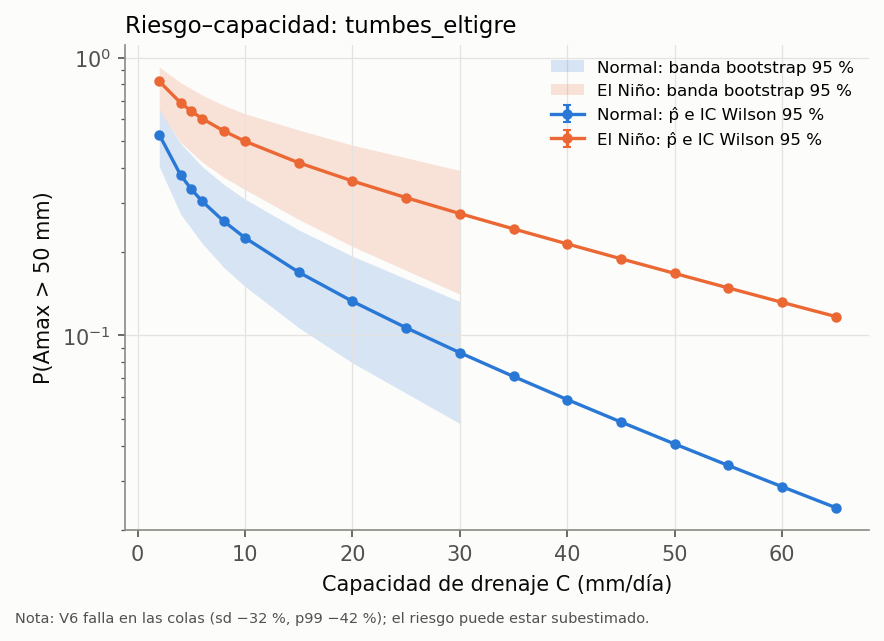 Riesgo–capacidad: tumbes_eltigre
Normal: banda bootstrap 95 %
El Niño: banda bootstrap 95 %
Normal: p̂ e IC Wilson 95 %
El Niño: p̂ e IC Wilson 95 %
P(Amax > 50 mm)
10⁰
10⁻¹
0 10 20 30 40 50 60
Capacidad de drenaje C (mm/día)
Nota: V6 falla en las colas (sd −32 %, p99 −42 %); el riesgo puede estar subestimado.